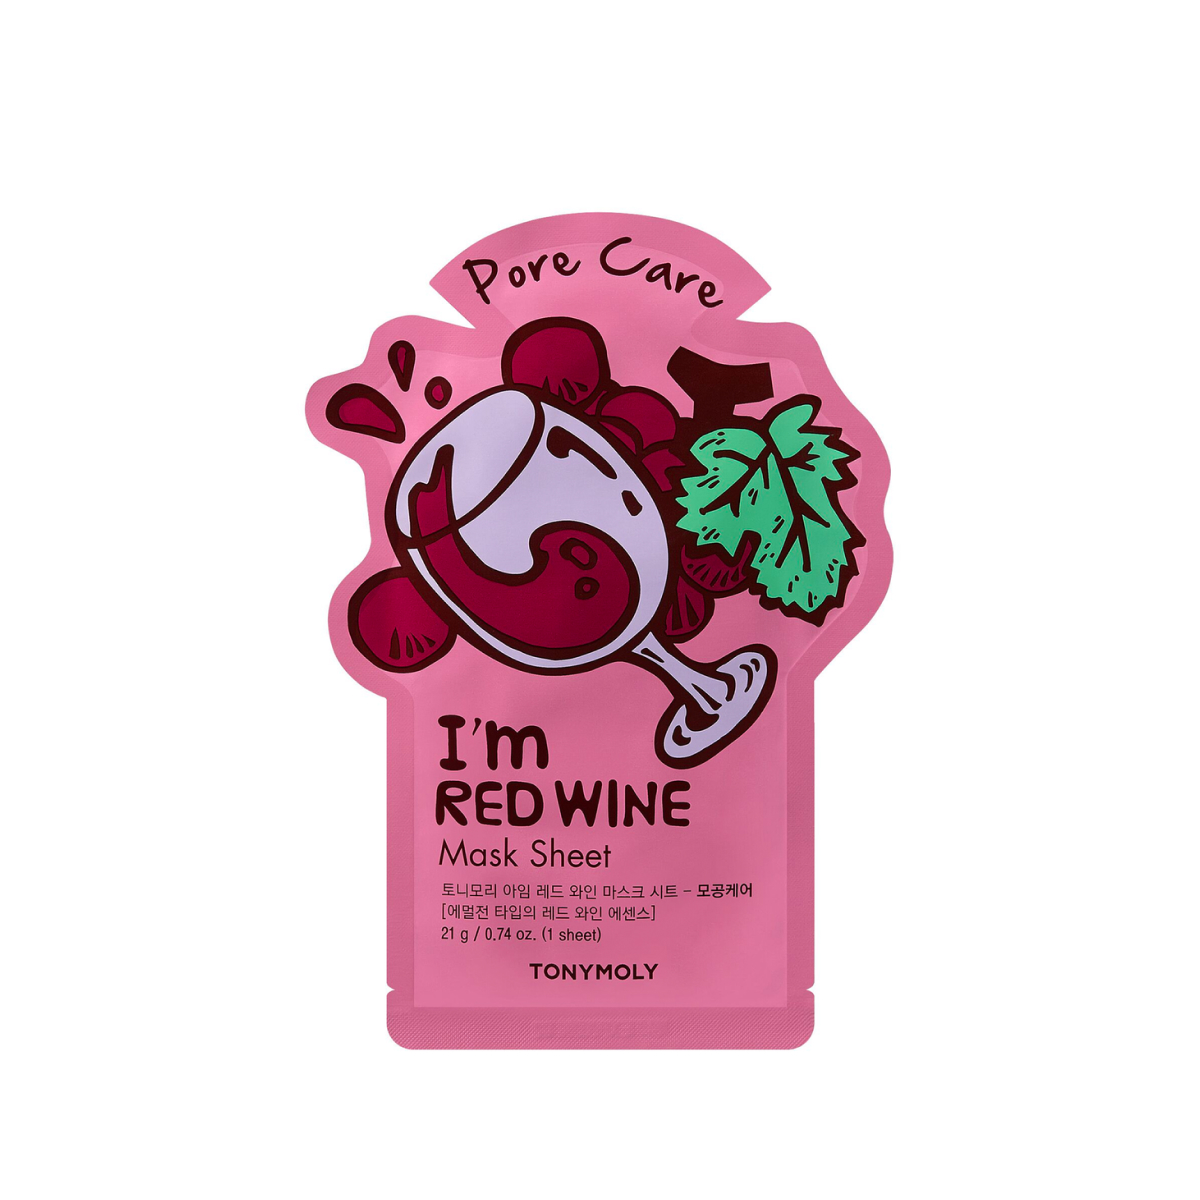 Pore Care
I'm
RED WINE
Mask Sheet
토니모리 아임 레드 와인 마스크 시트 - 모공케어
[에멀전 타입의 레드 와인 에센스]
21 g / 0.74 oz. (1 sheet)
TONYMOLY